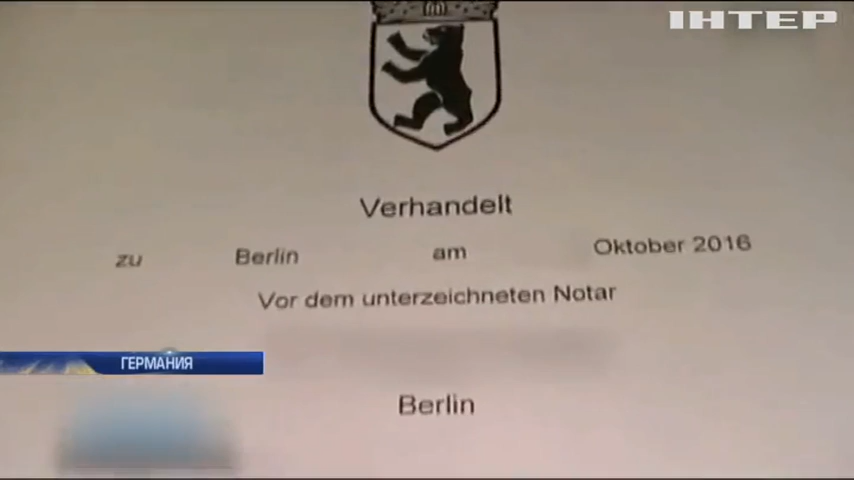 ІНТЕР
Verhandelt
zu Berlin am Oktober 2016
Vor dem unterzeichneten Notar
ГЕРМАНИЯ
Berlin